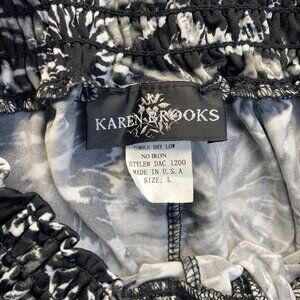 KAREN BROOKS
TUMBLE DRY LOW
NO IRON
STYLE# DAC 1200
MADE IN U.S.A
SIZE: L